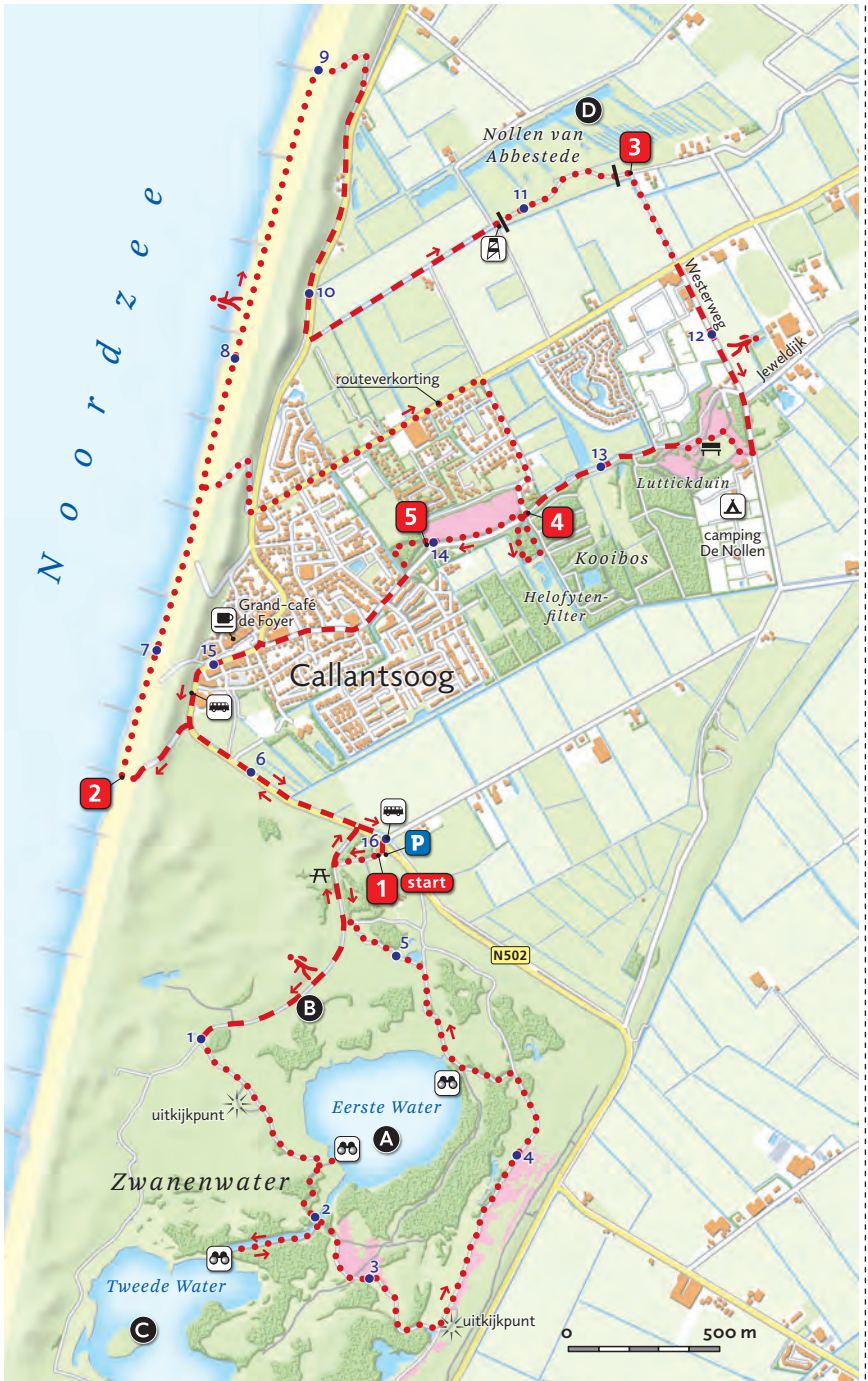 9
D
Nollen van
Abbestede
3
11
Noordzee
10
Westerweg
12
8
Jeweldijk
routeverkorting
13
Luttickduin
5
4
14
camping
De Nollen
Kooibos
Helofyten-
filter
Grand-café
de Foyer
7
15
Callantsoog
6
2
16
P
1
start
5
N502
B
1
uitkijkpunt
Eerste Water
A
4
Zwanenwater
2
3
Tweede Water
C
uitkijkpunt
0
500 m